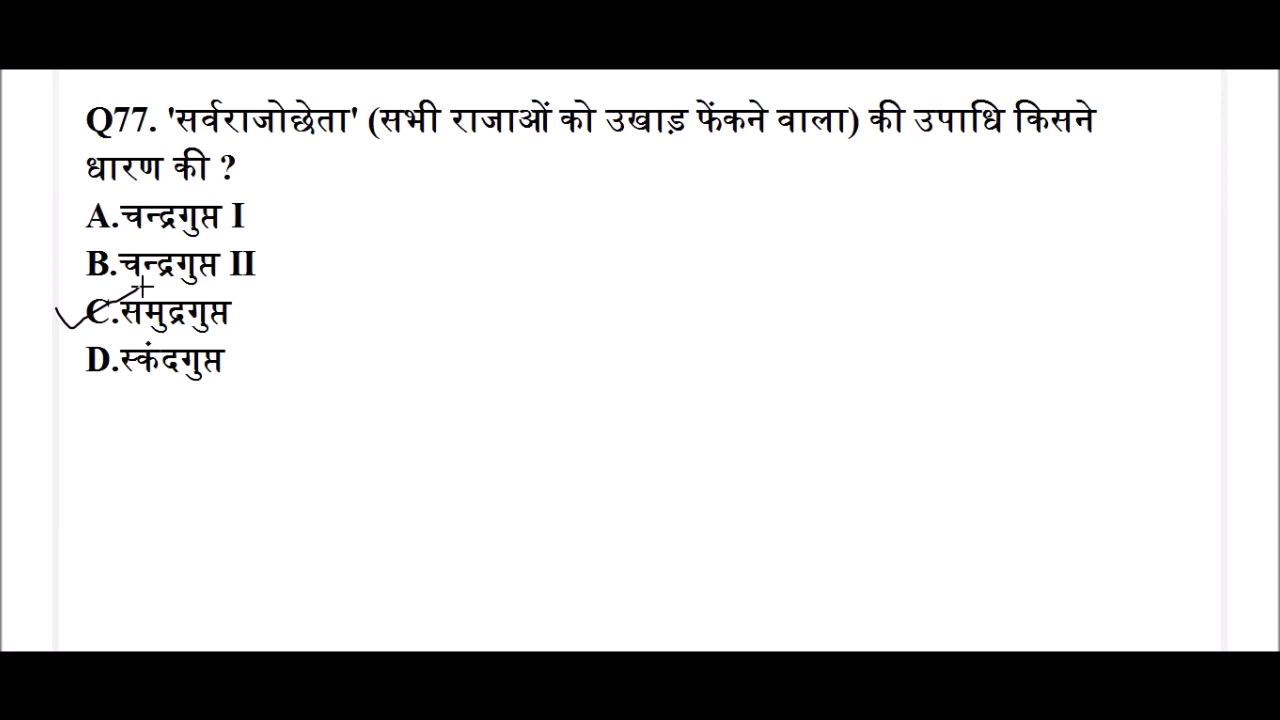 Q77. 'सर्वराजोछेता' (सभी राजाओं को उखाड़ फेंकने वाला) की उपाधि किसने
धारण की ?
A.चन्द्रगुप्त I
B.चन्द्रगुप्त II
C.समुद्रगुप्त
D.स्कंदगुप्त